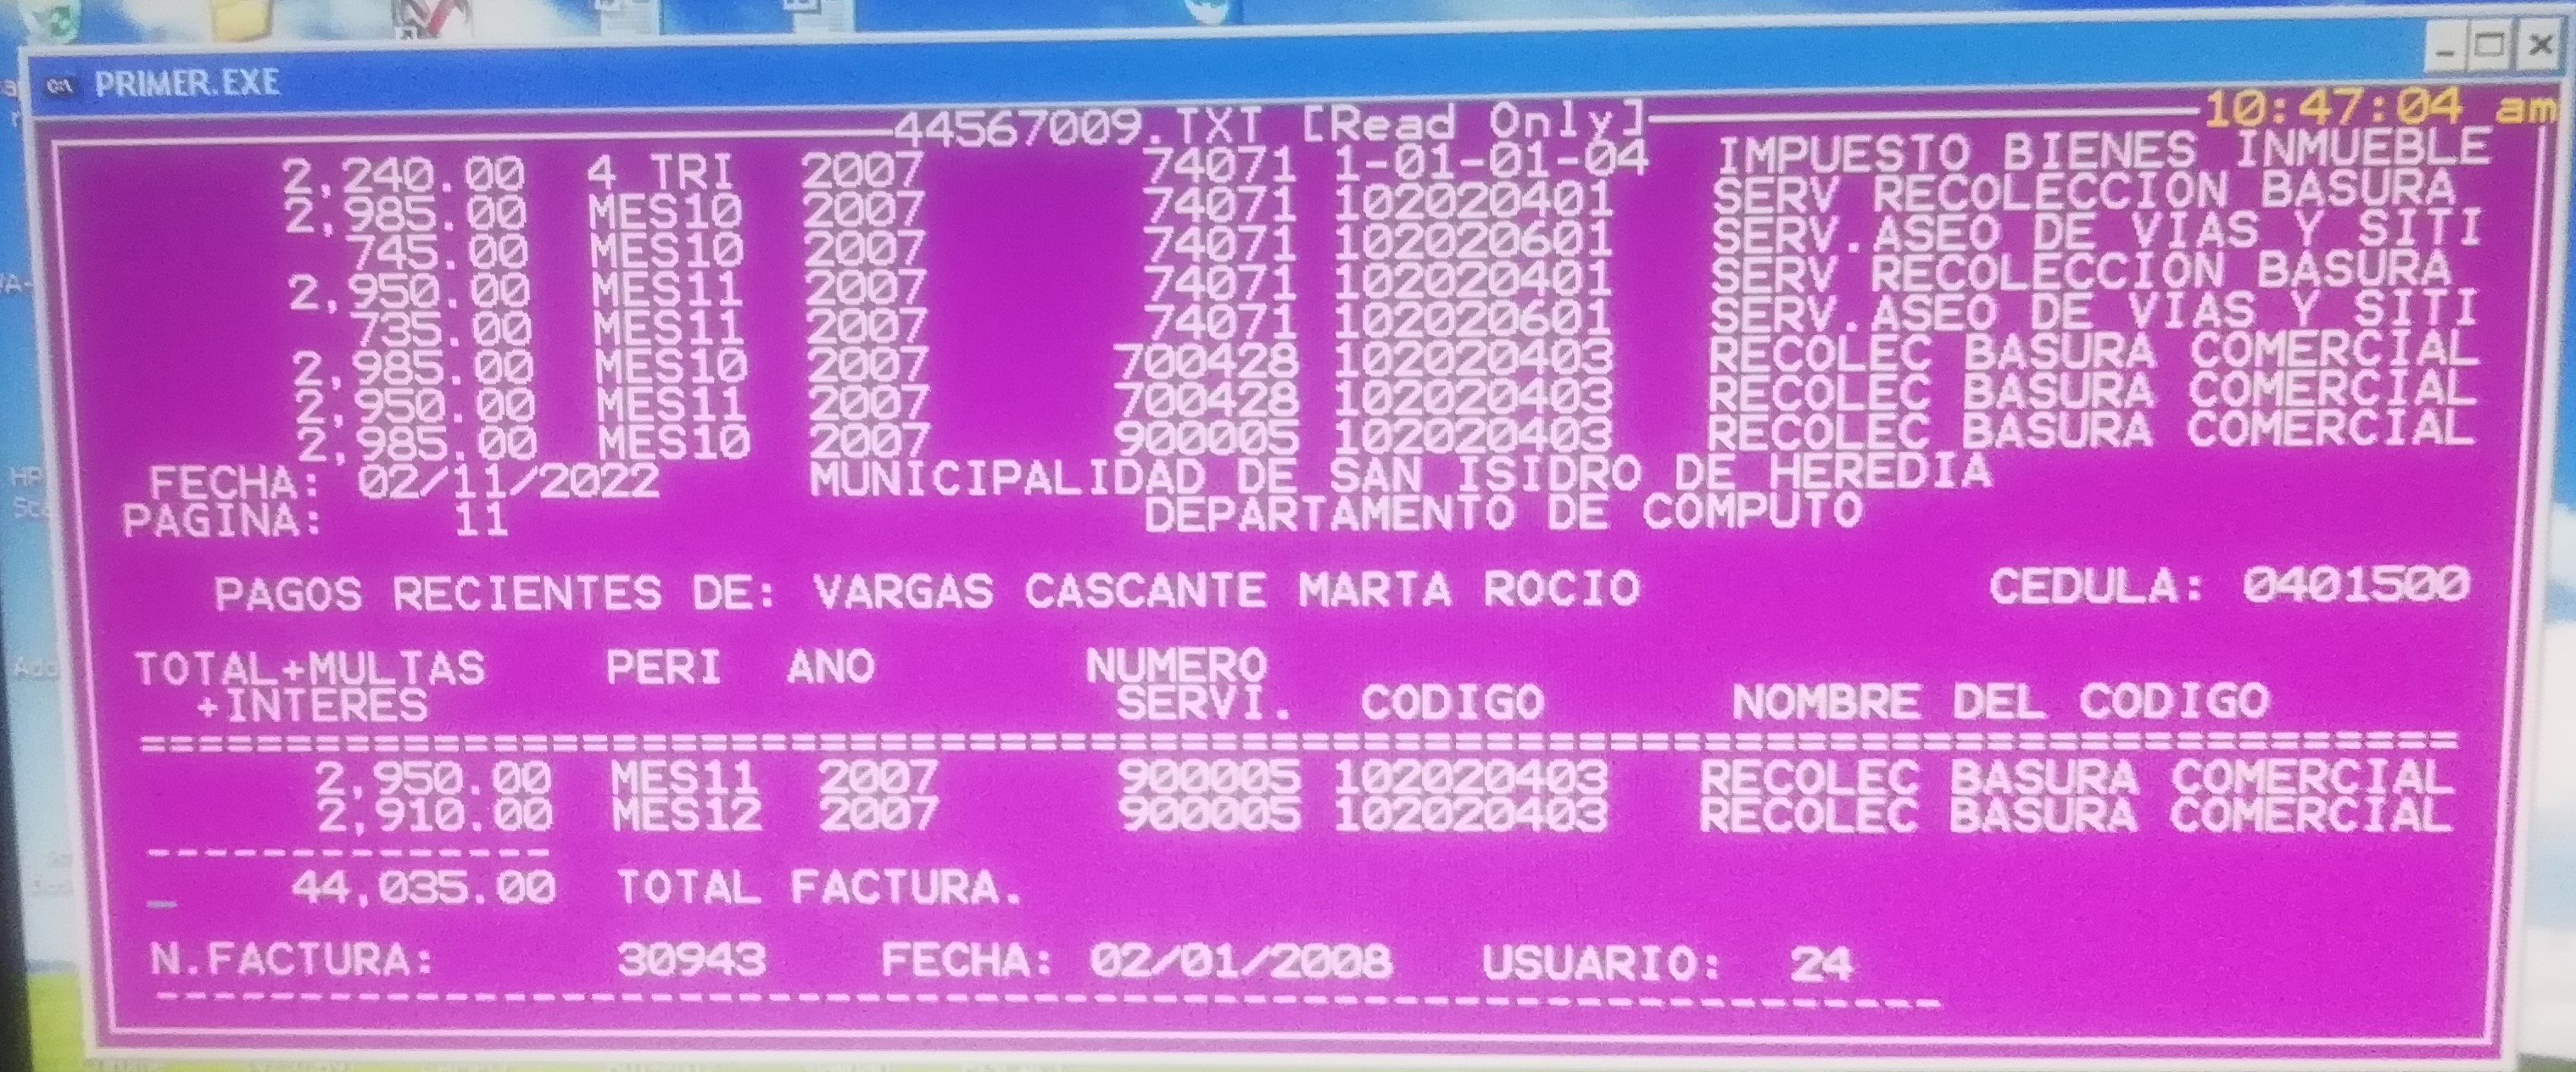 PRIMER.EXE
44567009.TXT [Read Only] 10:47:04 am
2,240.00 4 TRI 2007 74071 1-01-01-04 IMPUESTO BIENES INMUEBLE
2,985.00 MES10 2007 74071 102020401 SERV RECOLECCION BASURA
745.00 MES10 2007 74071 102020601 SERV.ASEO DE VIAS Y SITI
2,950.00 MES11 2007 74071 102020401 SERV RECOLECCION BASURA
735.00 MES11 2007 74071 102020601 SERV.ASEO DE VIAS Y SITI
2,985.00 MES10 2007 700428 102020403 RECOLEC BASURA COMERCIAL
2,950.00 MES11 2007 700428 102020403 RECOLEC BASURA COMERCIAL
2,985.00 MES10 2007 900005 102020403 RECOLEC BASURA COMERCIAL
FECHA: 02/11/2022 MUNICIPALIDAD DE SAN ISIDRO DE HEREDIA
PAGINA: 11 DEPARTAMENTO DE COMPUTO
PAGOS RECIENTES DE: VARGAS CASCANTE MARTA ROCIO CEDULA: 0401500
TOTAL+MULTAS PERI ANO NUMERO
+INTERES SERVI. CODIGO NOMBRE DEL CODIGO
================================================================================
2,950.00 MES11 2007 900005 102020403 RECOLEC BASURA COMERCIAL
2,910.00 MES12 2007 900005 102020403 RECOLEC BASURA COMERCIAL
--------------
44,035.00 TOTAL FACTURA.
N.FACTURA: 30943 FECHA: 02/01/2008 USUARIO: 24
--------------------------------------------------------------